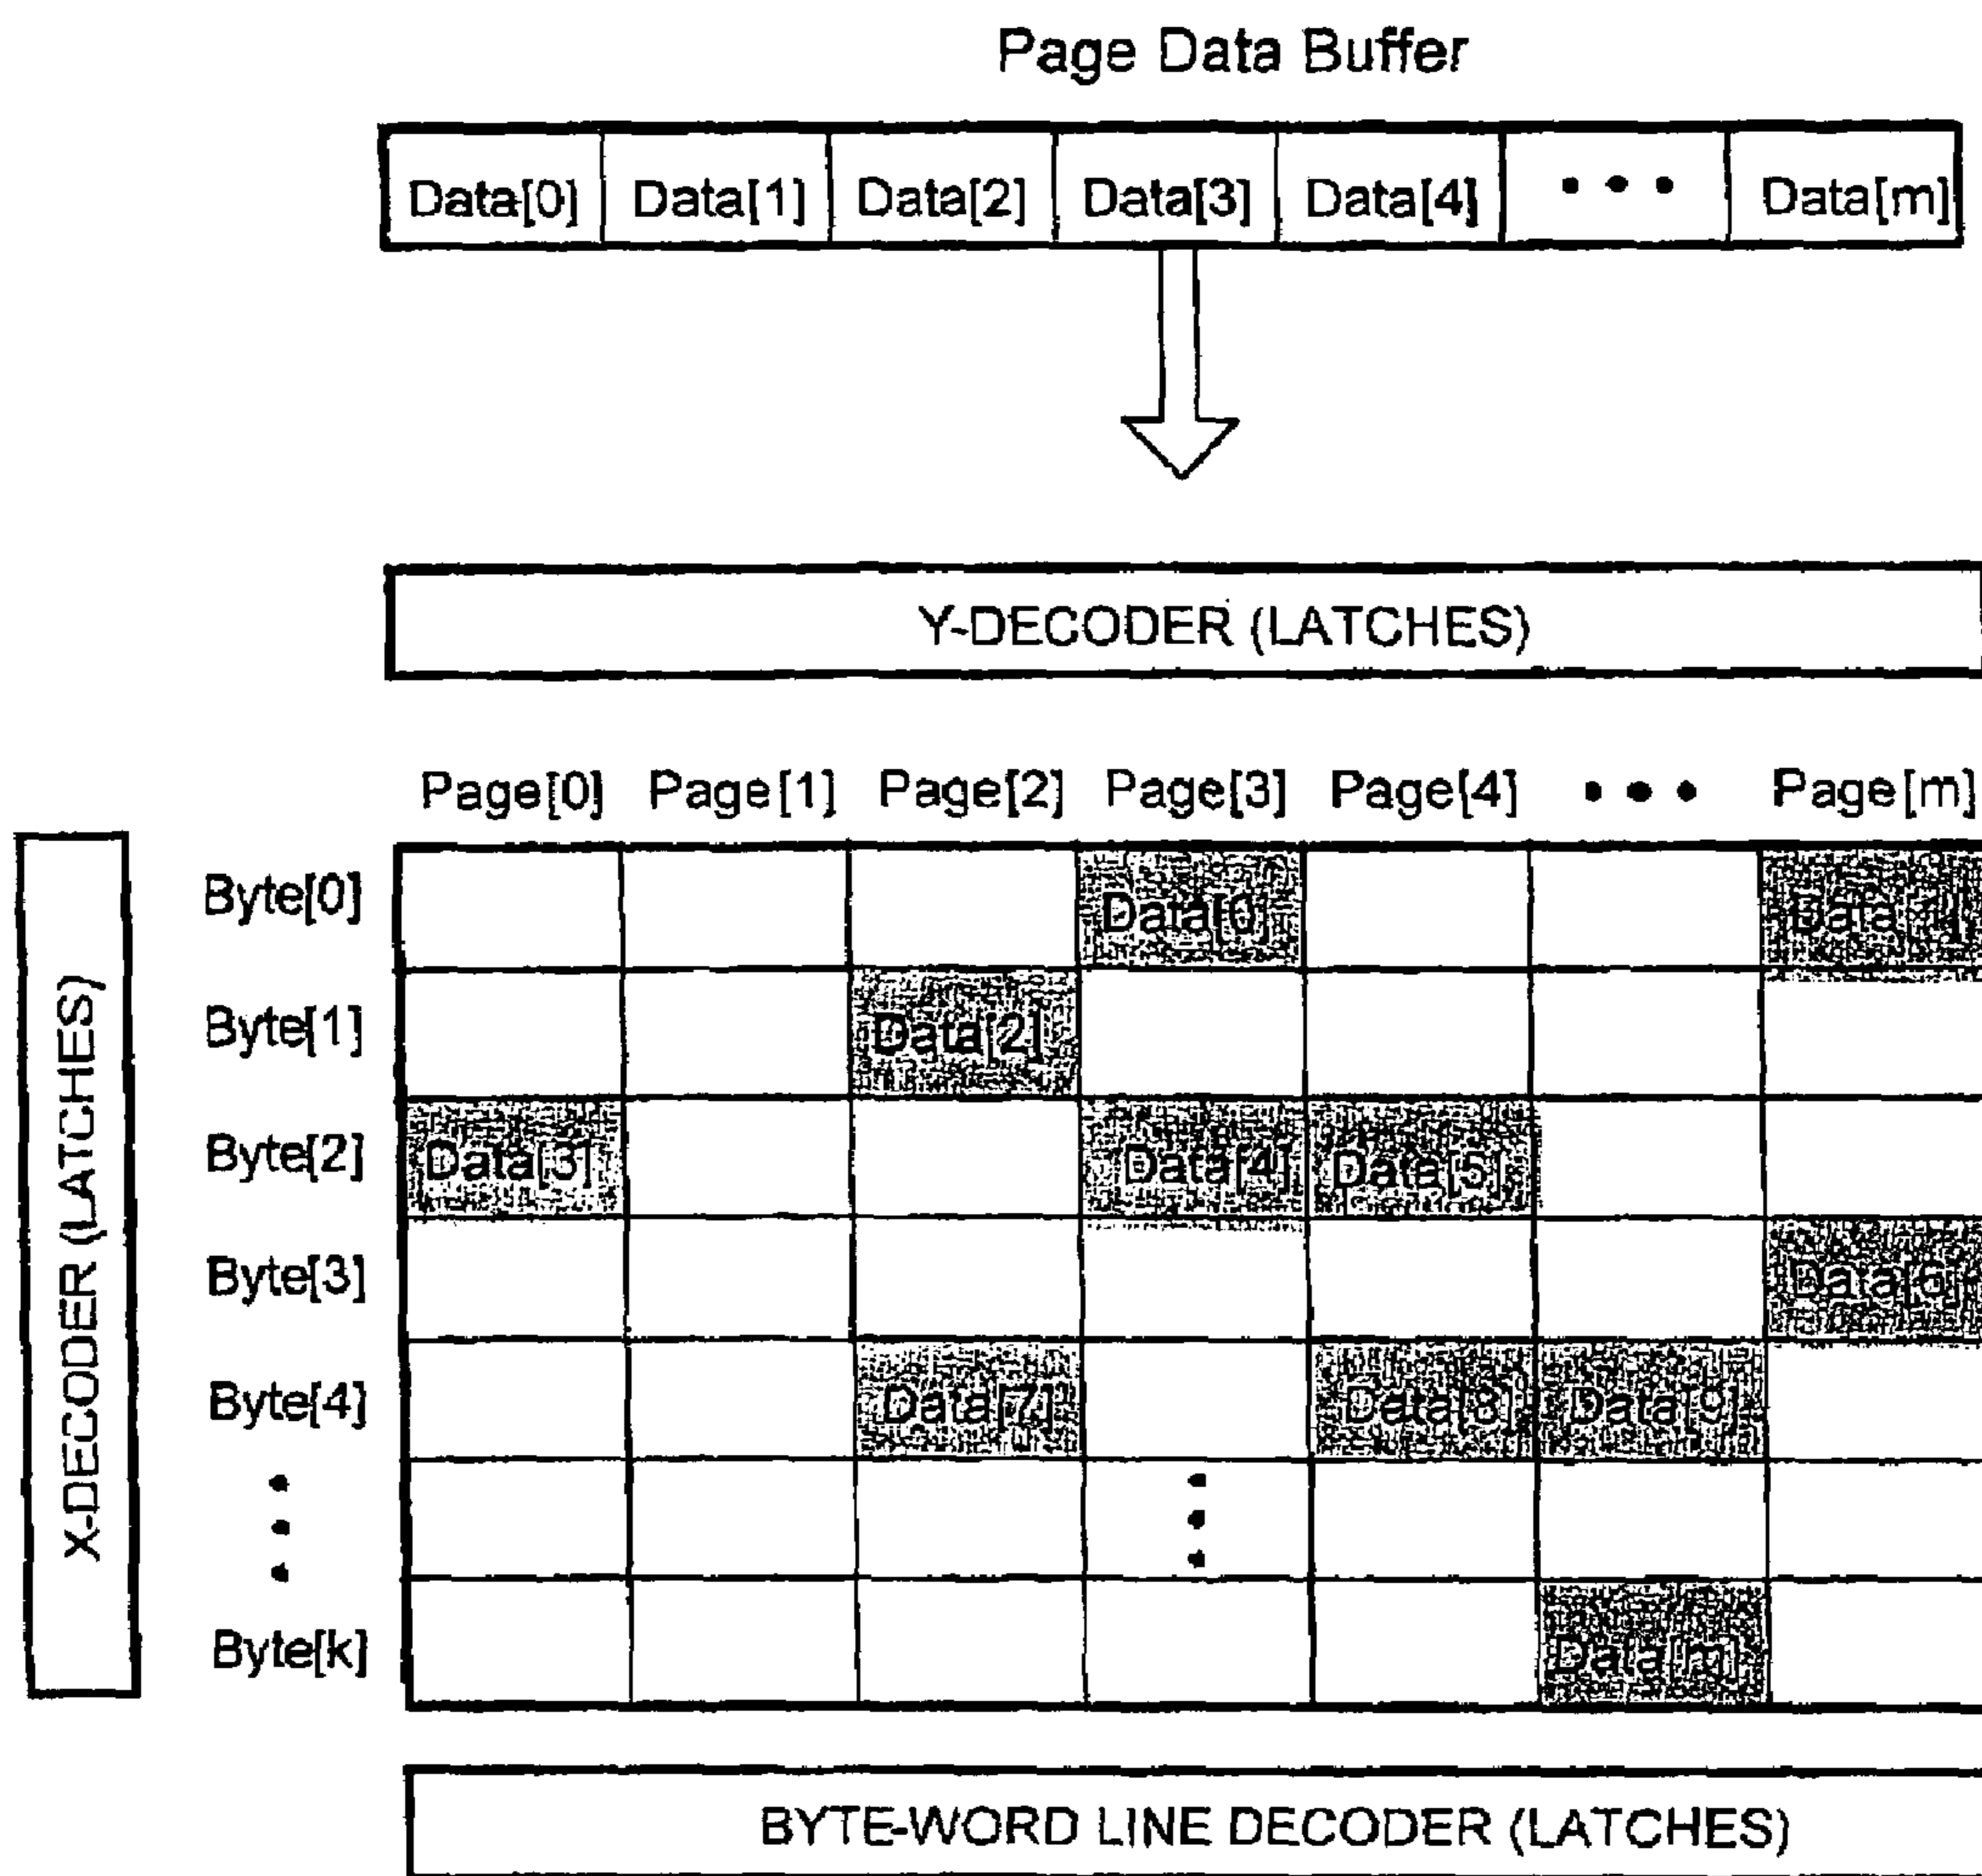 Page Data Buffer
Data[0] Data[1] Data[2] Data[3] Data[4] • • • Data[m]
Y-DECODER (LATCHES)
Page[0] Page[1] Page[2] Page[3] Page[4] • • • Page[m]
X-DECODER (LATCHES)
Byte[0] Data[0]
Byte[1] Data[2]
Byte[2] Data[3] Data[4] Data[5]
Byte[3] Data[6]
Byte[4] Data[7] Data[8] Data[9]
Byte[k] Data[m]
BYTE-WORD LINE DECODER (LATCHES)